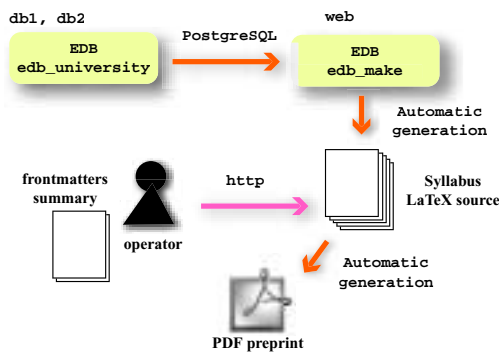 db1, db2
web
EDB
edb_university
PostgreSQL
EDB
edb_make
Automatic
generation
frontmatters
summary
operator
http
Syllabus
LaTeX source
Automatic
generation
PDF preprint